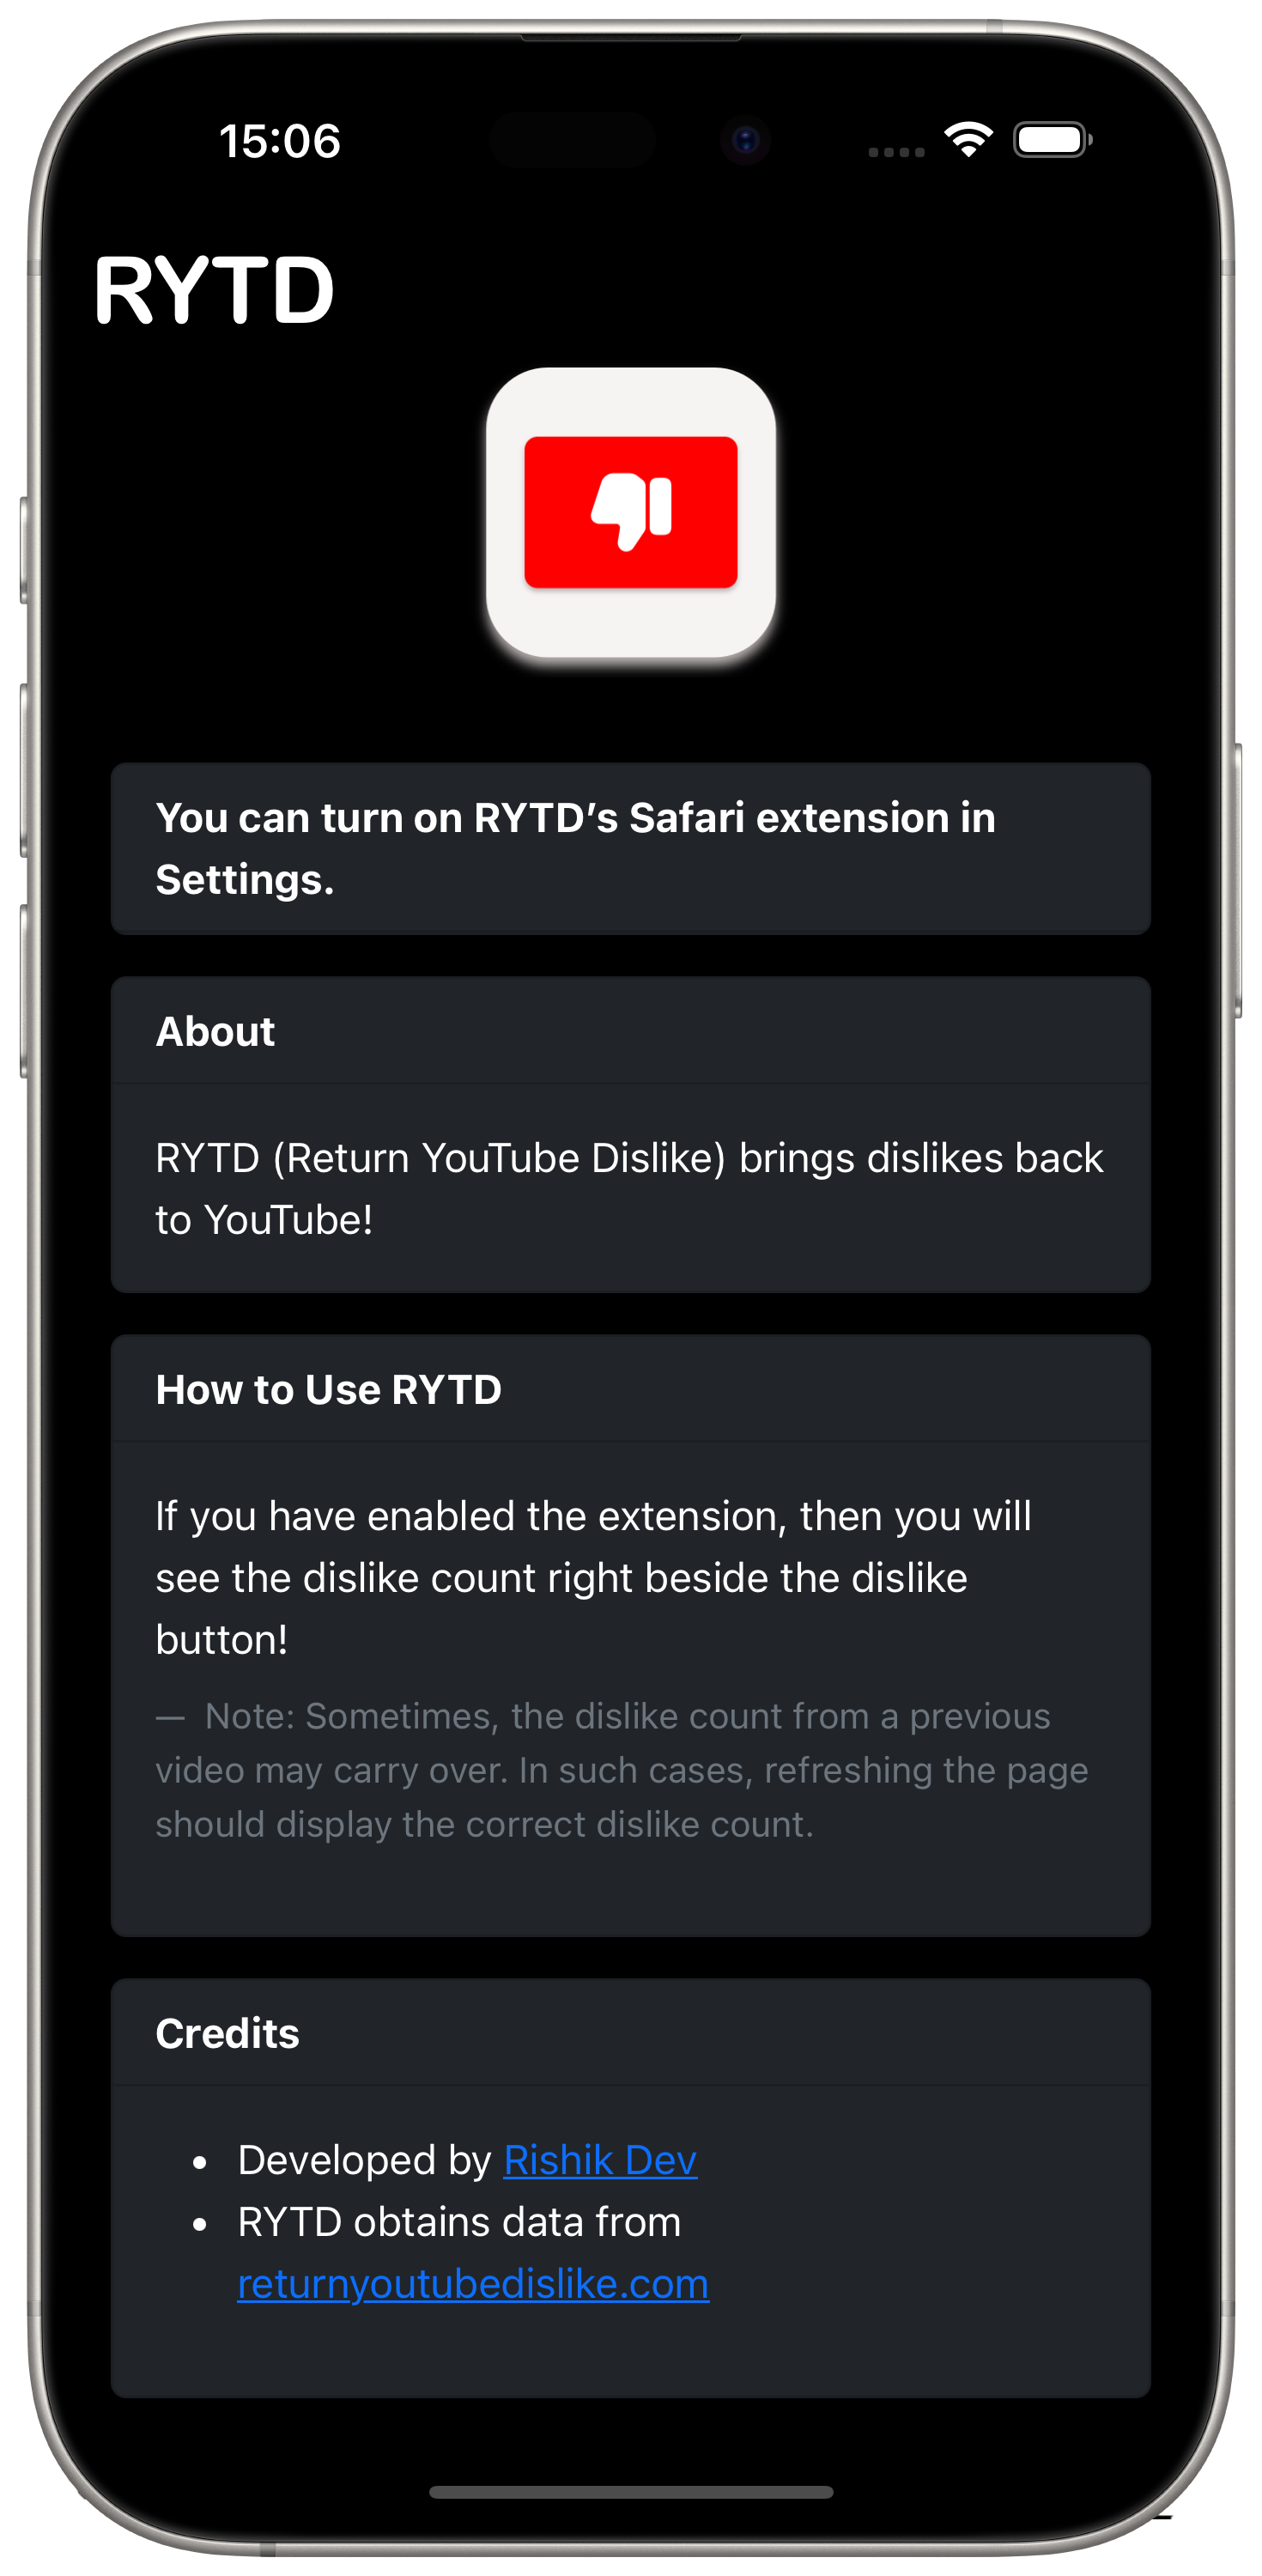 15:06
RYTD
You can turn on RYTD’s Safari extension in
Settings.
About
RYTD (Return YouTube Dislike) brings dislikes back
to YouTube!
How to Use RYTD
If you have enabled the extension, then you will
see the dislike count right beside the dislike
button!
— Note: Sometimes, the dislike count from a previous
video may carry over. In such cases, refreshing the page
should display the correct dislike count.
Credits
• Developed by Rishik Dev
• RYTD obtains data from
returnyoutubedislike.com